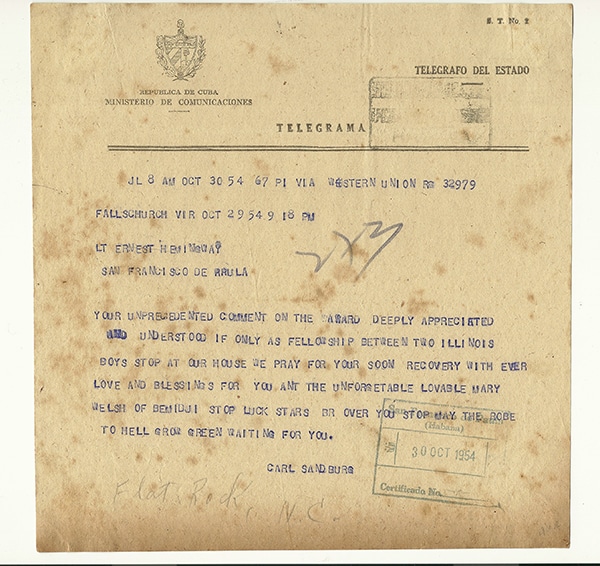 S. T. No. 2
TELEGRAFO DEL ESTADO
REPUBLICA DE CUBA
MINISTERIO DE COMUNICACIONES
TELEGRAMA
JL 8 AM OCT 30 54 67 PI VIA WESTERN UNION RG 32979
FALLSCHURCH VIR OCT 29 54 9 18 PM
LT ERNEST HEMINGWAY
SAN FRANCISCO DE
YOUR UNPRECEDENTED COMMENT ON THE AWARD DEEPLY APPRECIATED
AND UNDERSTOOD IF ONLY AS FELLOWSHIP BETWEEN TWO ILLINOIS
BOYS STOP AT OUR HOUSE WE PRAY FOR YOUR SOON RECOVERY WITH EVER
LOVE AND BLESSINGS FOR YOU ANT THE UNFORGETABLE LOVABLE MARY
WELSH OF BEMIDJI STOP LUCK STARS BR OVER YOU STOP MAY THE ROBE
TO HELL GROW GREEN WAITING FOR YOU.
CARL SANDBURG
(Habana)
30 OCT 1954
Certificado No.
Flat Rock, N.C.